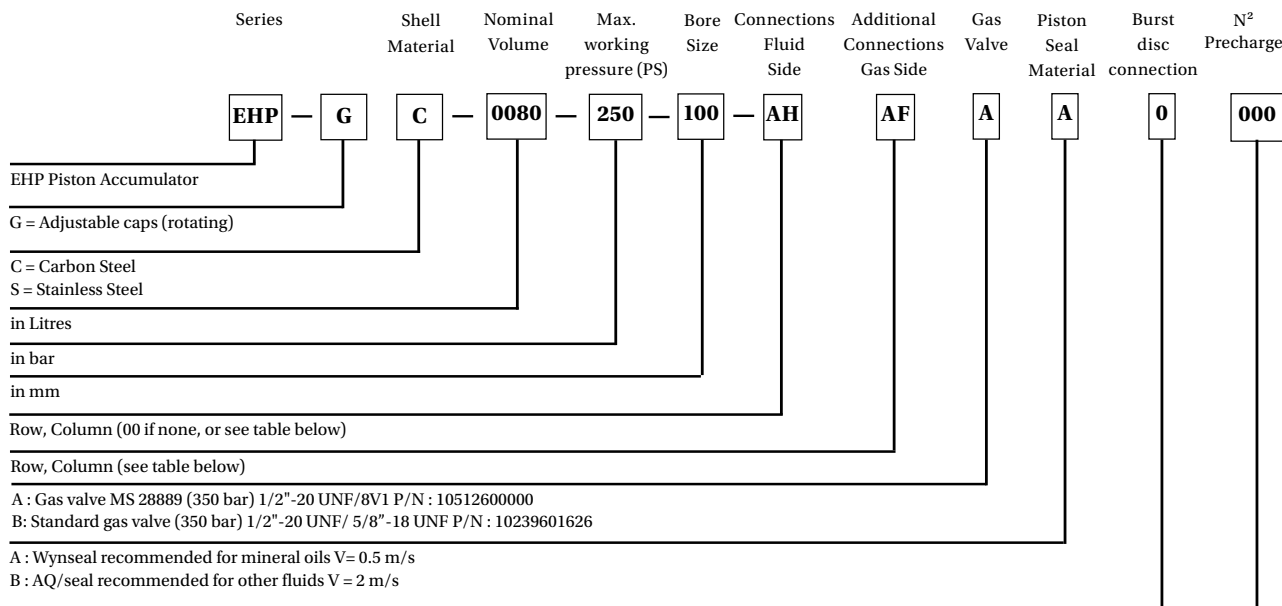 Series
Shell
Material
Nominal
Volume
Max.
working
pressure (PS)
Bore
Size
Connections
Fluid
Side
Additional
Connections
Gas Side
Gas
Valve
Piston
Seal
Material
Burst
disc
connection
N²
Precharge
EHP — G C — 0080 — 250 — 100 — AH AF A A 0 000
EHP Piston Accumulator
G = Adjustable caps (rotating)
C = Carbon Steel
S = Stainless Steel
in Litres
in bar
in mm
Row, Column (00 if none, or see table below)
Row, Column (see table below)
A : Gas valve MS 28889 (350 bar) 1/2"-20 UNF/8V1 P/N : 10512600000
B: Standard gas valve (350 bar) 1/2"-20 UNF/ 5/8"-18 UNF P/N : 10239601626
A : Wynseal recommended for mineral oils V= 0.5 m/s
B : AQ/seal recommended for other fluids V = 2 m/s